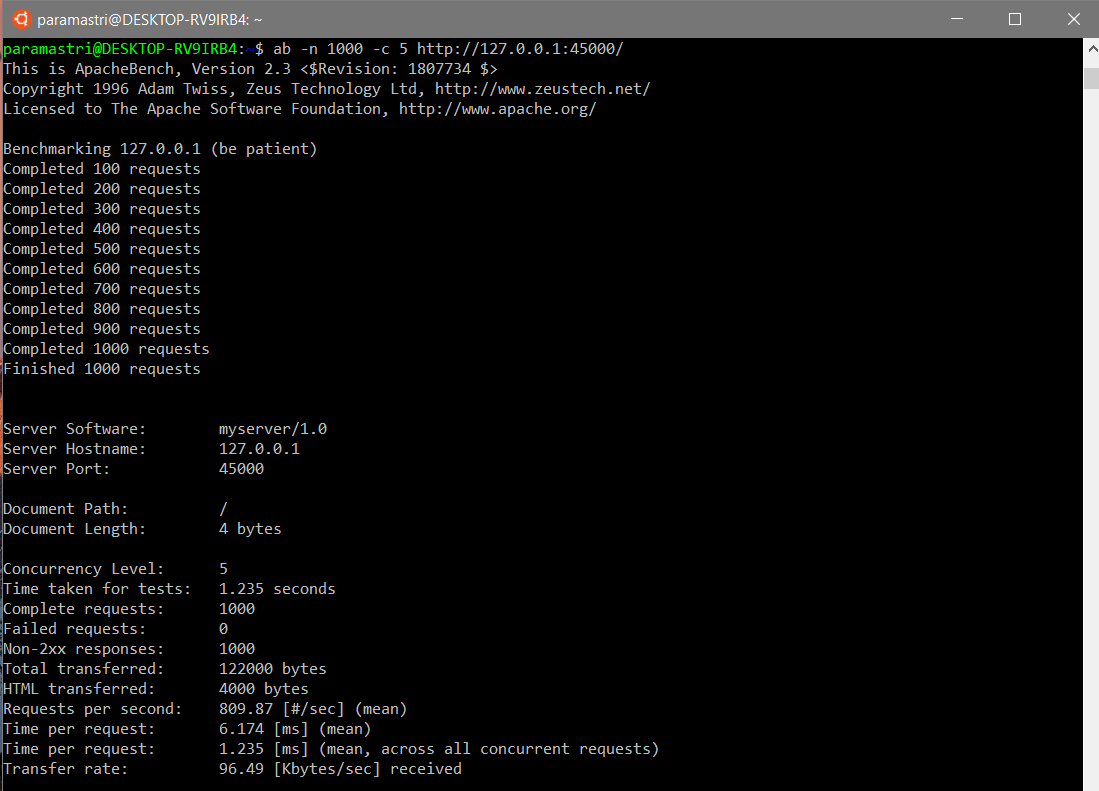 paramastri@DESKTOP-RV9IRB4: ~
paramastri@DESKTOP-RV9IRB4:~$ ab -n 1000 -c 5 http://127.0.0.1:45000/
This is ApacheBench, Version 2.3 <$Revision: 1807734 $>
Copyright 1996 Adam Twiss, Zeus Technology Ltd, http://www.zeustech.net/
Licensed to The Apache Software Foundation, http://www.apache.org/
Benchmarking 127.0.0.1 (be patient)
Completed 100 requests
Completed 200 requests
Completed 300 requests
Completed 400 requests
Completed 500 requests
Completed 600 requests
Completed 700 requests
Completed 800 requests
Completed 900 requests
Completed 1000 requests
Finished 1000 requests
Server Software: myserver/1.0
Server Hostname: 127.0.0.1
Server Port: 45000
Document Path: /
Document Length: 4 bytes
Concurrency Level: 5
Time taken for tests: 1.235 seconds
Complete requests: 1000
Failed requests: 0
Non-2xx responses: 1000
Total transferred: 122000 bytes
HTML transferred: 4000 bytes
Requests per second: 809.87 [#/sec] (mean)
Time per request: 6.174 [ms] (mean)
Time per request: 1.235 [ms] (mean, across all concurrent requests)
Transfer rate: 96.49 [Kbytes/sec] received